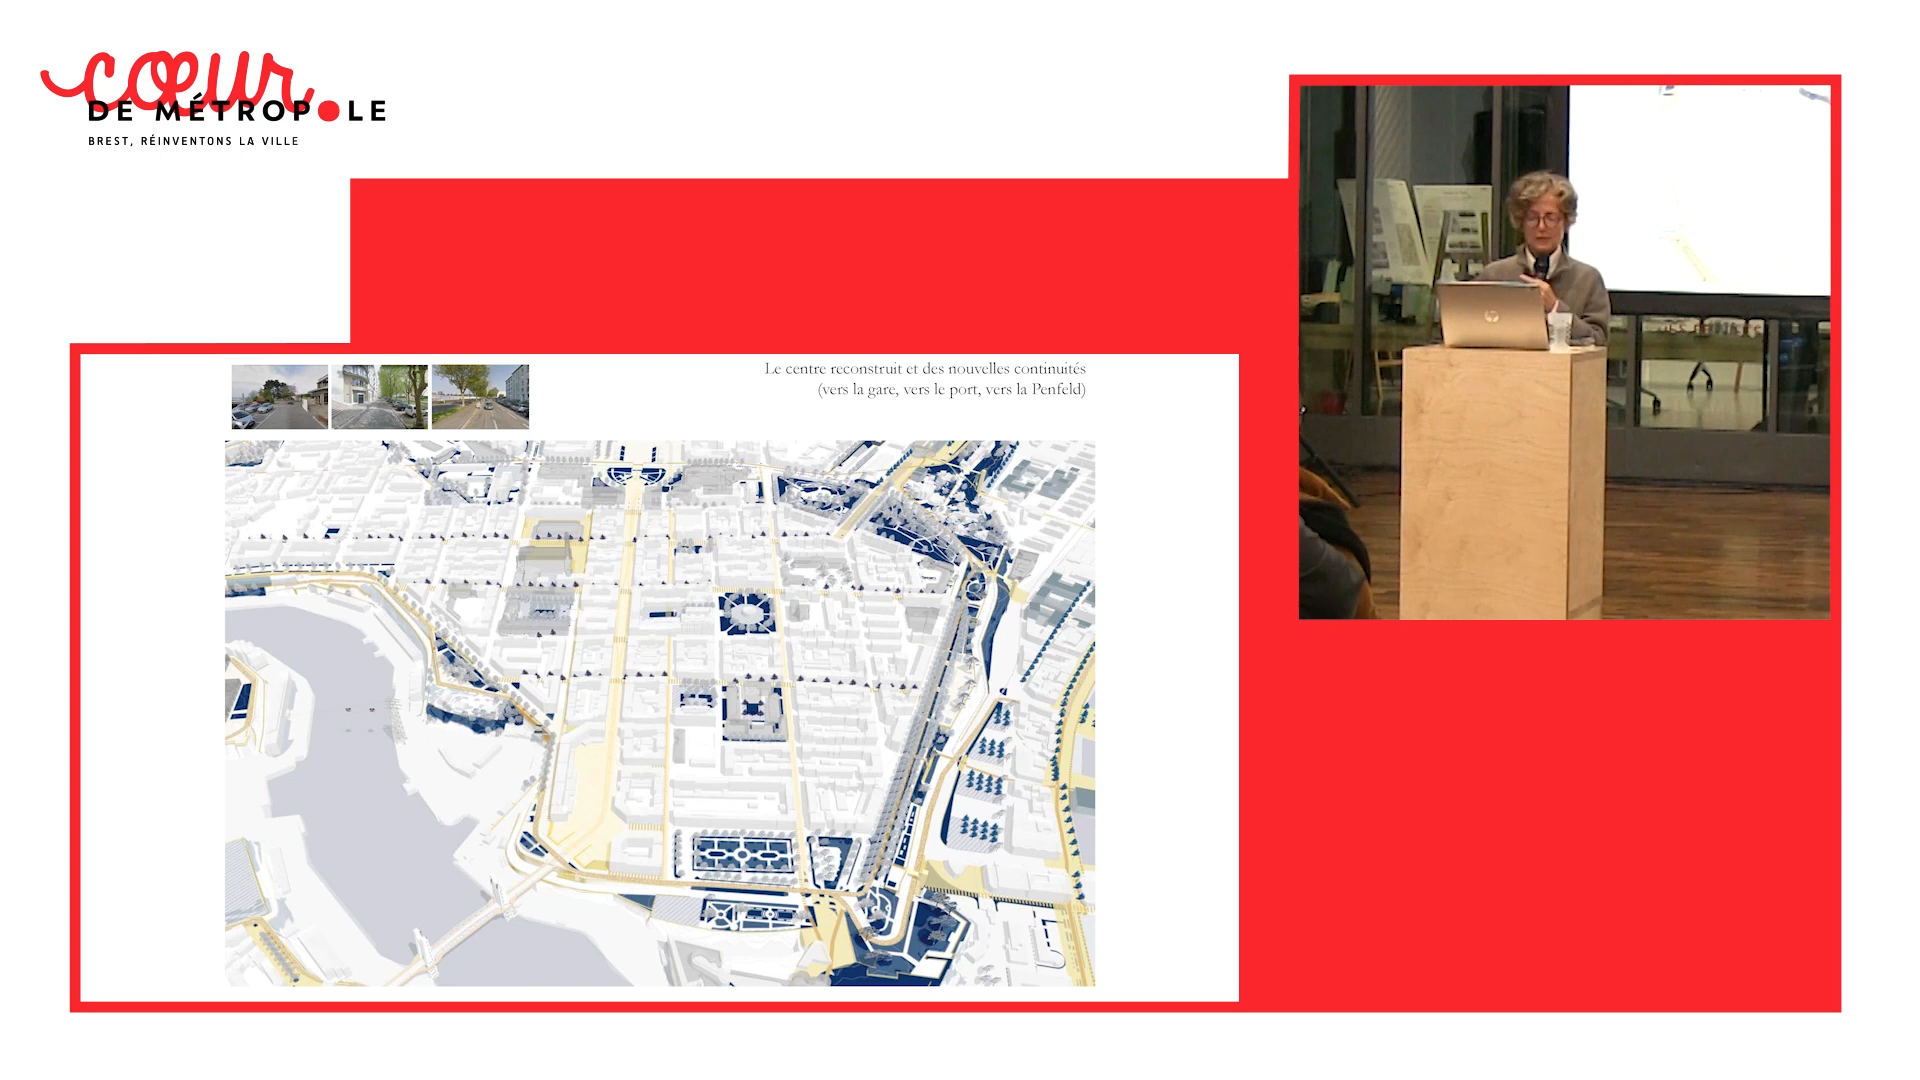 cœur
DE MÉTROPOLE
BREST, RÉINVENTONS LA VILLE
Le centre reconstruit et des nouvelles continuités
(vers la gare, vers le port, vers la Penfeld)
hp